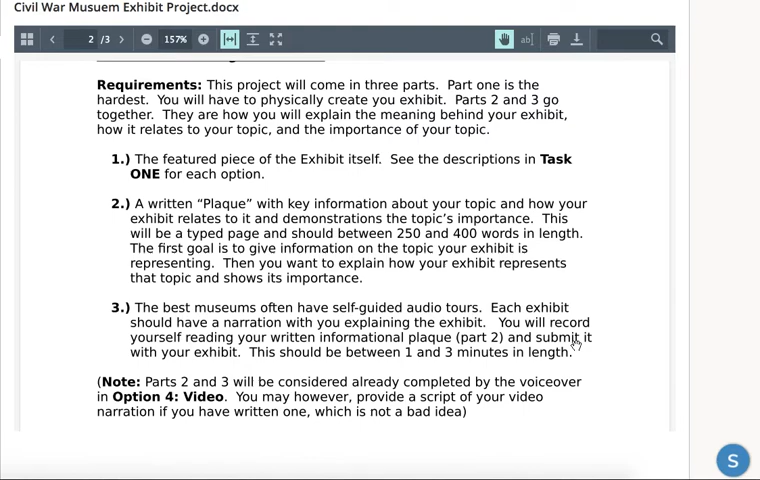 Civil War Musuem Exhibit Project.docx
2 /3
157%
ab
Requirements: This project will come in three parts. Part one is the
hardest. You will have to physically create you exhibit. Parts 2 and 3 go
together. They are how you will explain the meaning behind your exhibit,
how it relates to your topic, and the importance of your topic.
1.) The featured piece of the Exhibit itself. See the descriptions in Task
ONE for each option.
2.) A written “Plaque” with key information about your topic and how your
exhibit relates to it and demonstrations the topic’s importance. This
will be a typed page and should between 250 and 400 words in length.
The first goal is to give information on the topic your exhibit is
representing. Then you want to explain how your exhibit represents
that topic and shows its importance.
3.) The best museums often have self-guided audio tours. Each exhibit
should have a narration with you explaining the exhibit. You will record
yourself reading your written informational plaque (part 2) and submit it
with your exhibit. This should be between 1 and 3 minutes in length.
(Note: Parts 2 and 3 will be considered already completed by the voiceover
in Option 4: Video. You may however, provide a script of your video
narration if you have written one, which is not a bad idea)
S